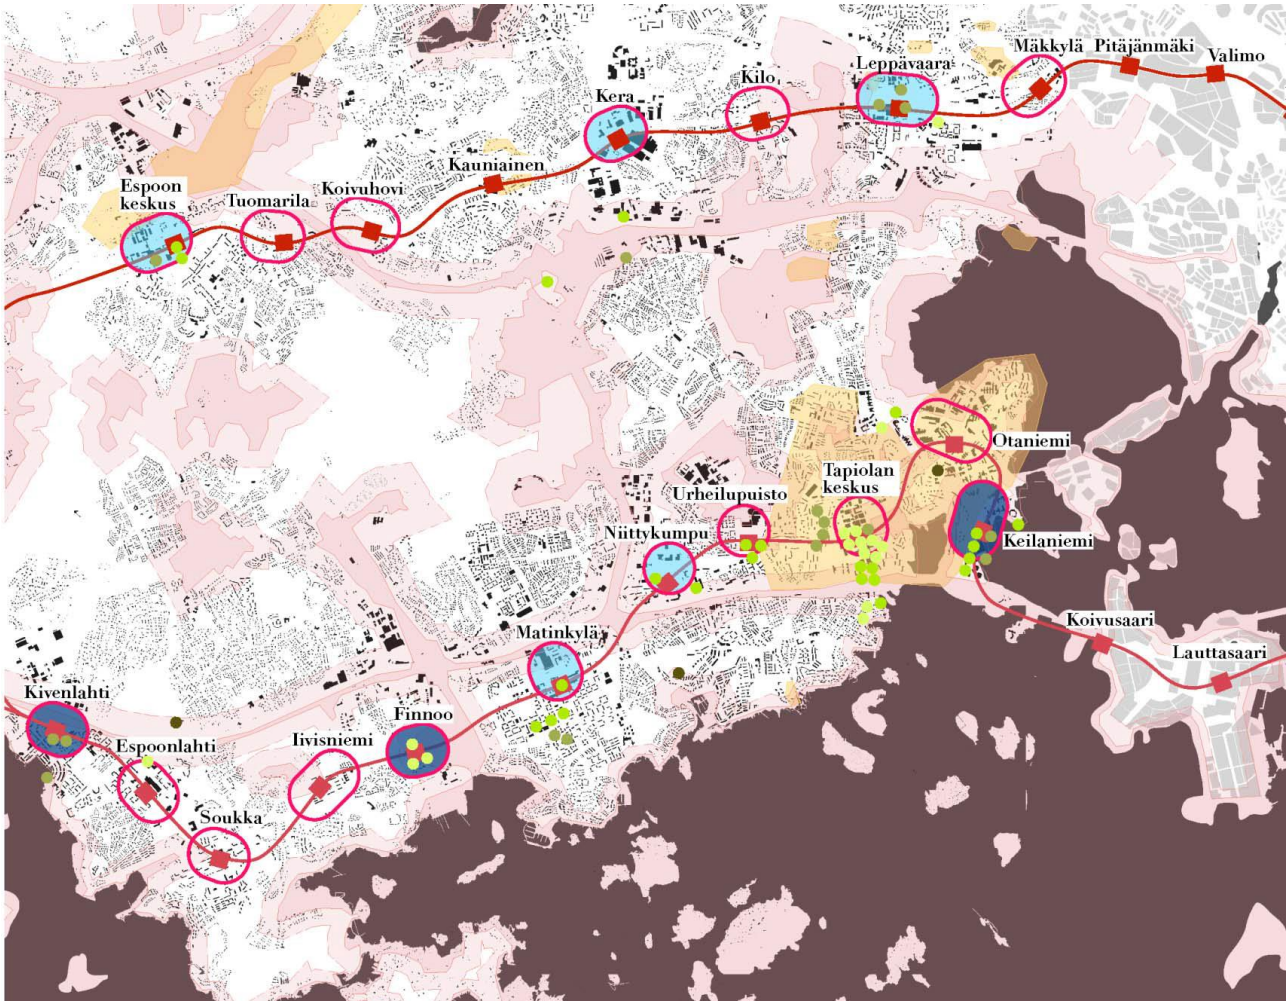 Mäkkylä Pitäjänmäki
Valimo
Leppävaara
Kilo
Kera
Kauniainen
Espoon
keskus
Tuomarila
Koivuhovi
Otaniemi
Tapiolan
keskus
Urheilupuisto
Niittykumpu
Keilaniemi
Koivusaari
Lauttasaari
Matinkylä
Kivenlahti
Finnoo
Espoonlahti
Iivisniemi
Soukka